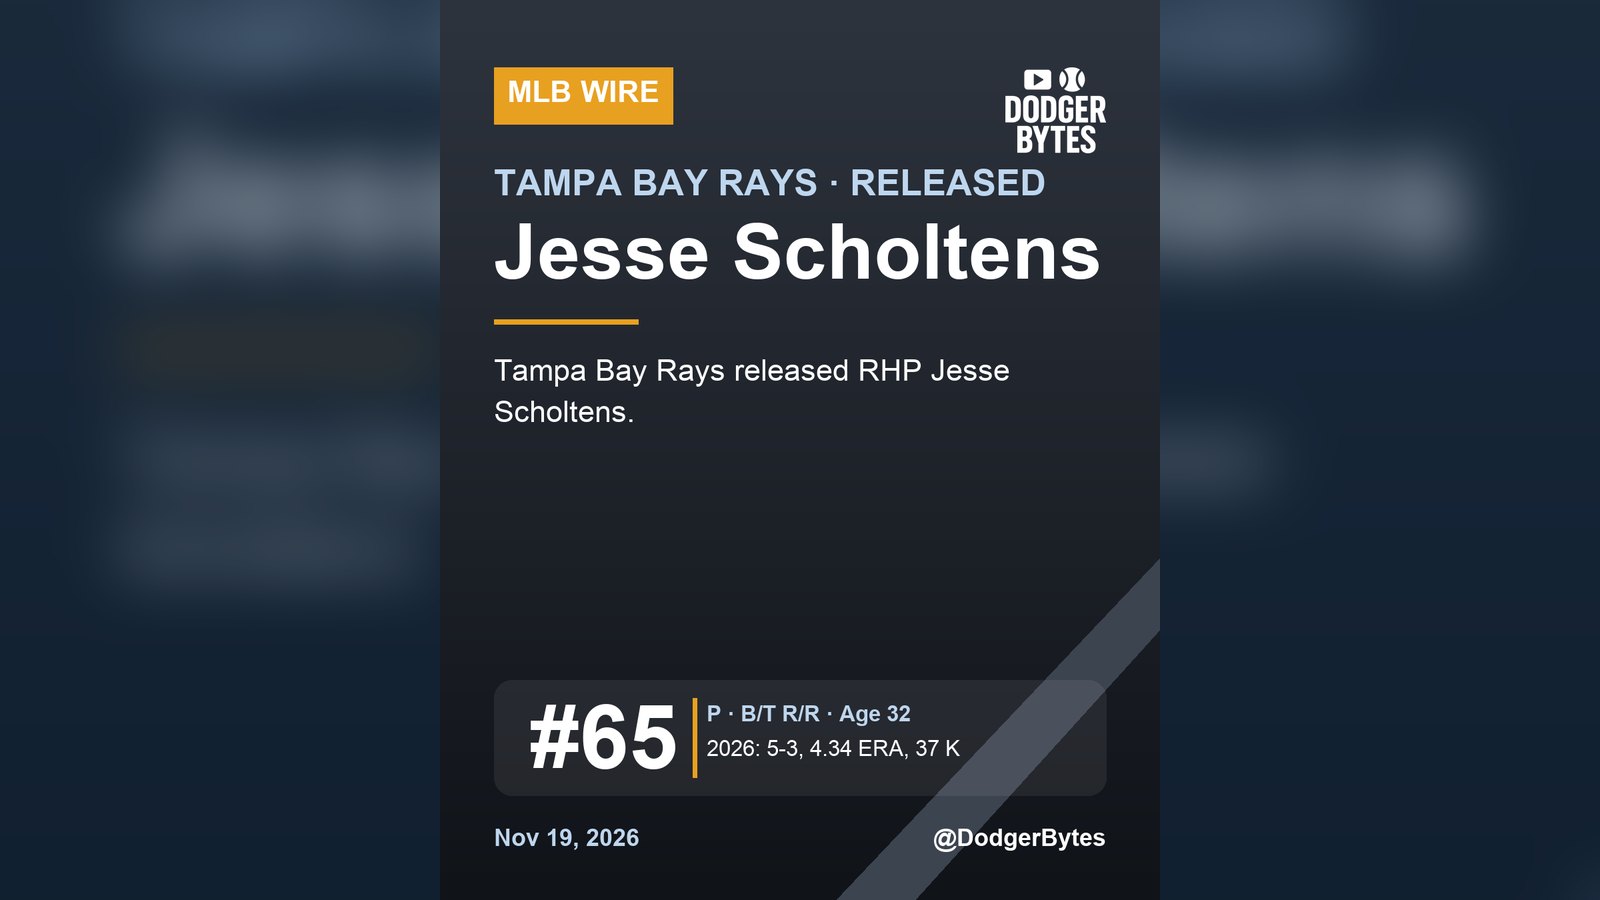 MLB WIRE
DODGER
BYTES
TAMPA BAY RAYS · RELEASED
Jesse Scholtens
Tampa Bay Rays released RHP Jesse
Scholtens.
#65
P · B/T R/R · Age 32
2026: 5-3, 4.34 ERA, 37 K
Nov 19, 2026
@DodgerBytes